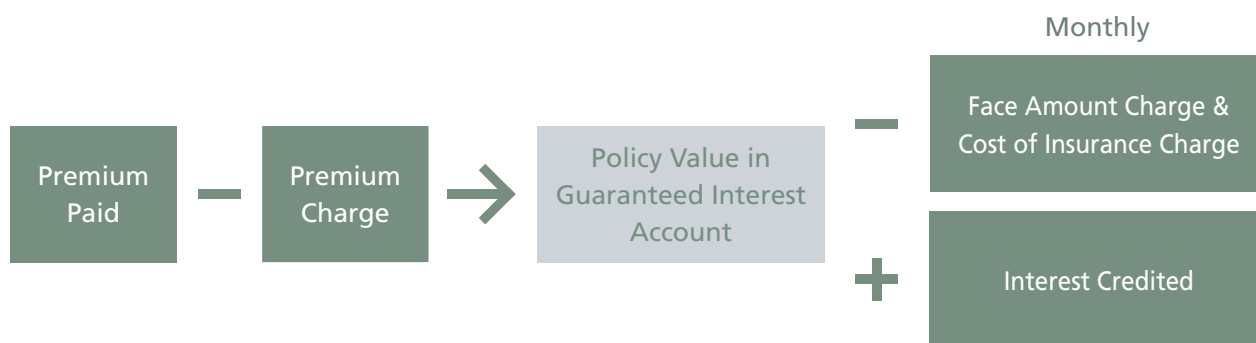 Premium
Paid
Premium
Charge
Policy Value in
Guaranteed Interest
Account
Monthly
Face Amount Charge &
Cost of Insurance Charge
Interest Credited